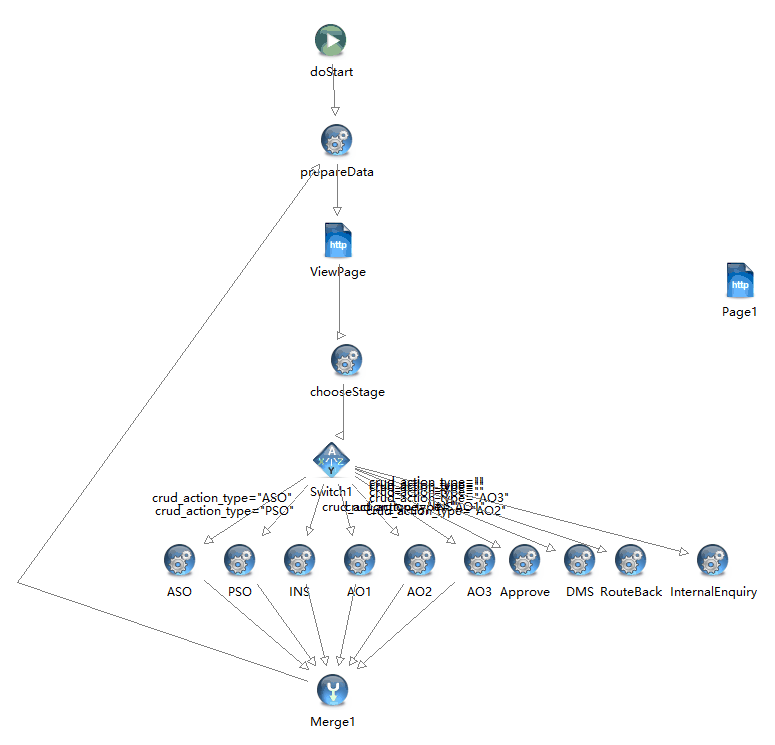 doStart
prepareData
http
ViewPage
http
Page1
chooseStage
A
X Y Z
Y
Switch1
crud_action_type=""
crud_action_type="ASO"
crud_action_type="AO3"
crud_action_type="PSO"
crud_action_type="AO2"
ASO
PSO
INS
AO1
AO2
AO3
Approve
DMS
RouteBack
InternalEnquiry
Merge1